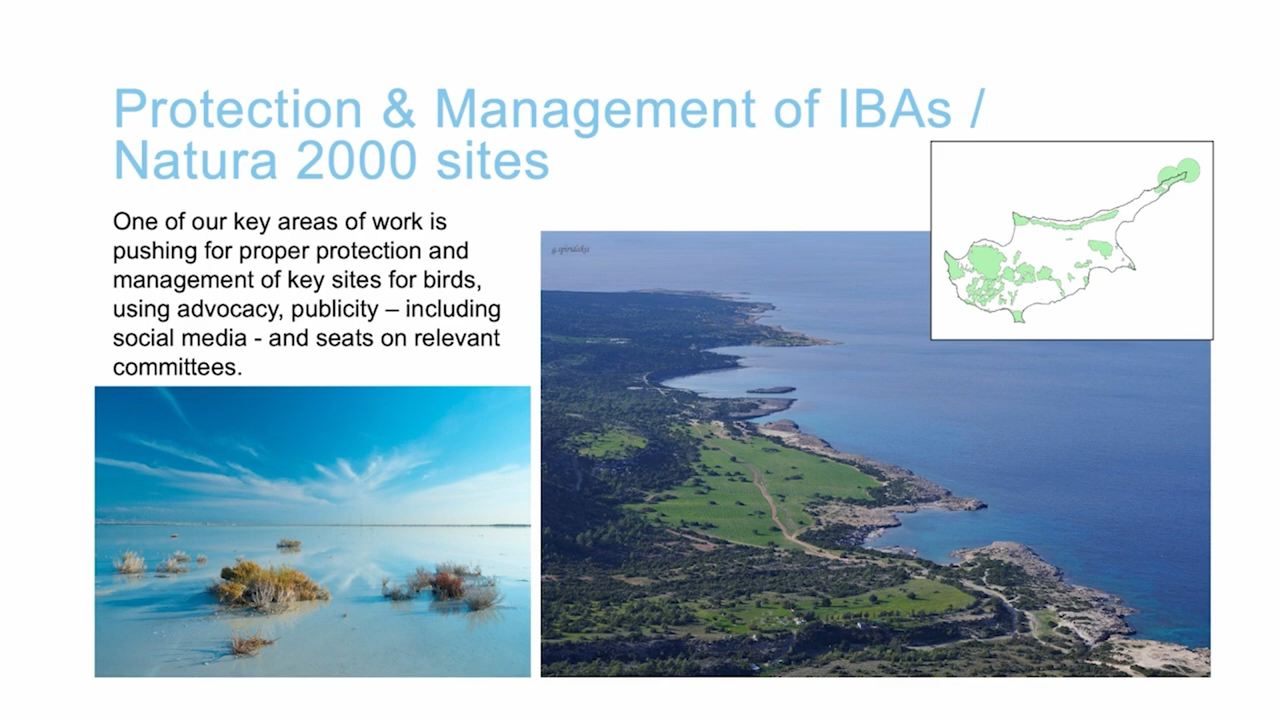 Protection & Management of IBAs /
Natura 2000 sites
One of our key areas of work is
pushing for proper protection and
management of key sites for birds,
using advocacy, publicity – including
social media - and seats on relevant
committees.